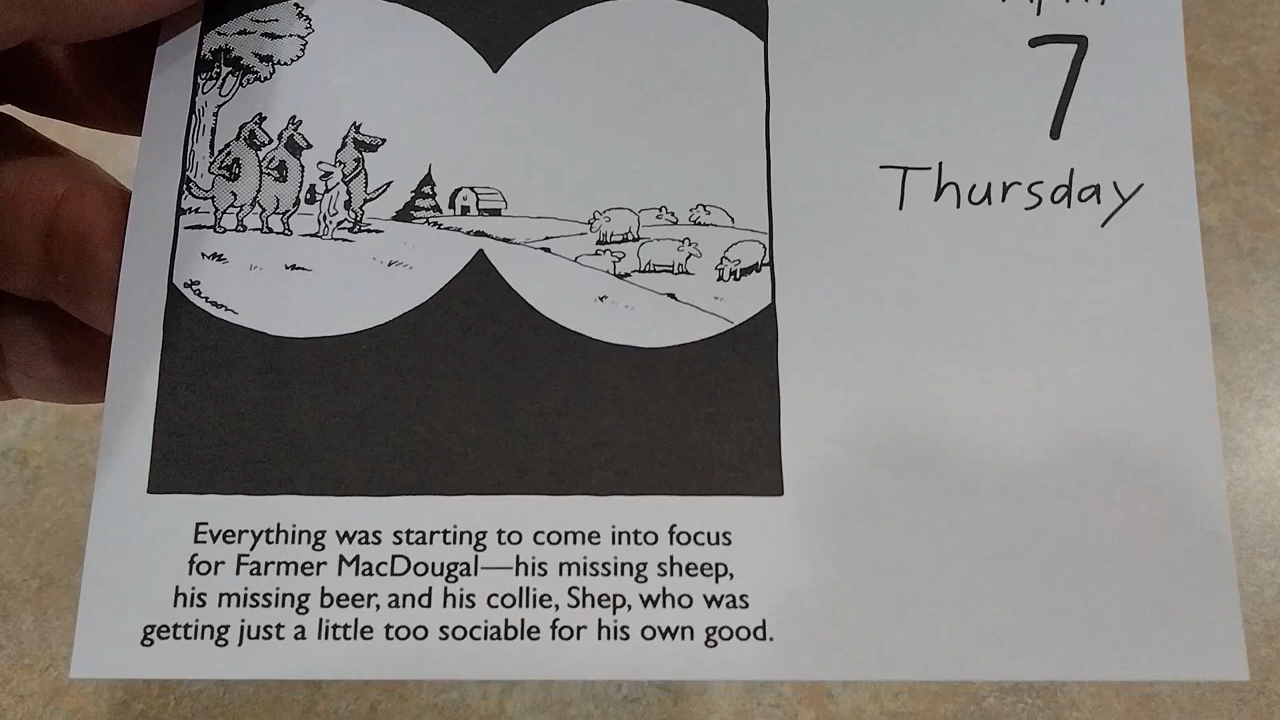 7
Thursday
Larson
Everything was starting to come into focus
for Farmer MacDougal—his missing sheep,
his missing beer, and his collie, Shep, who was
getting just a little too sociable for his own good.